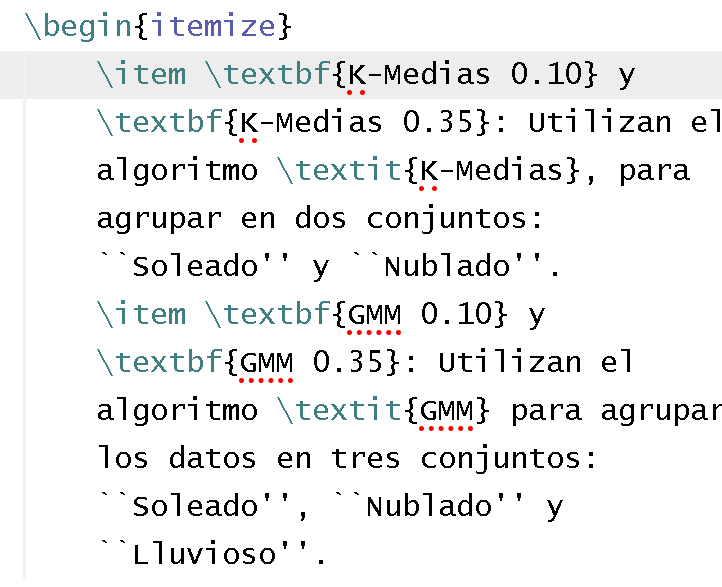 \begin{itemize}
\item \textbf{K-Medias 0.10} y
\textbf{K-Medias 0.35}: Utilizan el
algoritmo \textit{K-Medias}, para
agrupar en dos conjuntos:
``Soleado'' y ``Nublado''.
\item \textbf{GMM 0.10} y
\textbf{GMM 0.35}: Utilizan el
algoritmo \textit{GMM} para agrupar
los datos en tres conjuntos:
``Soleado'', ``Nublado'' y
``Lluvioso''.